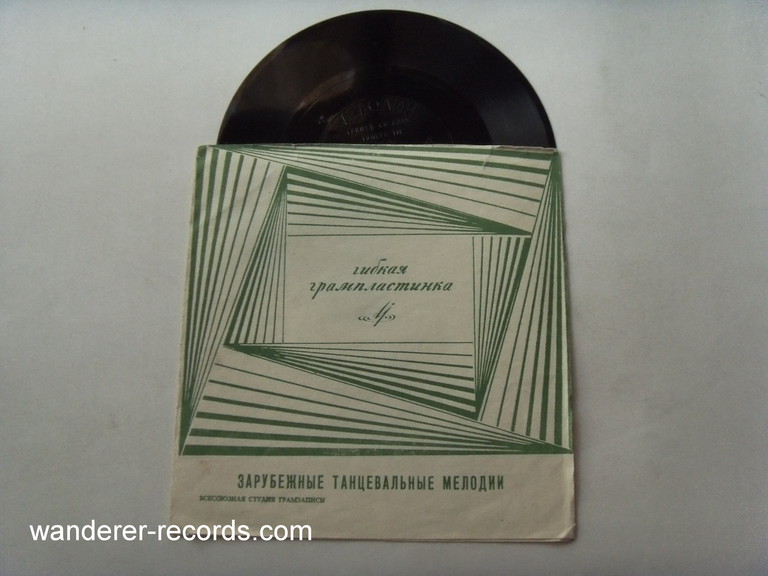 гибкая
грампластинка
ЗАРУБЕЖНЫЕ ТАНЦЕВАЛЬНЫЕ МЕЛОДИИ
ВСЕСОЮЗНАЯ СТУДИЯ ГРАМЗАПИСИ
wanderer-records.com